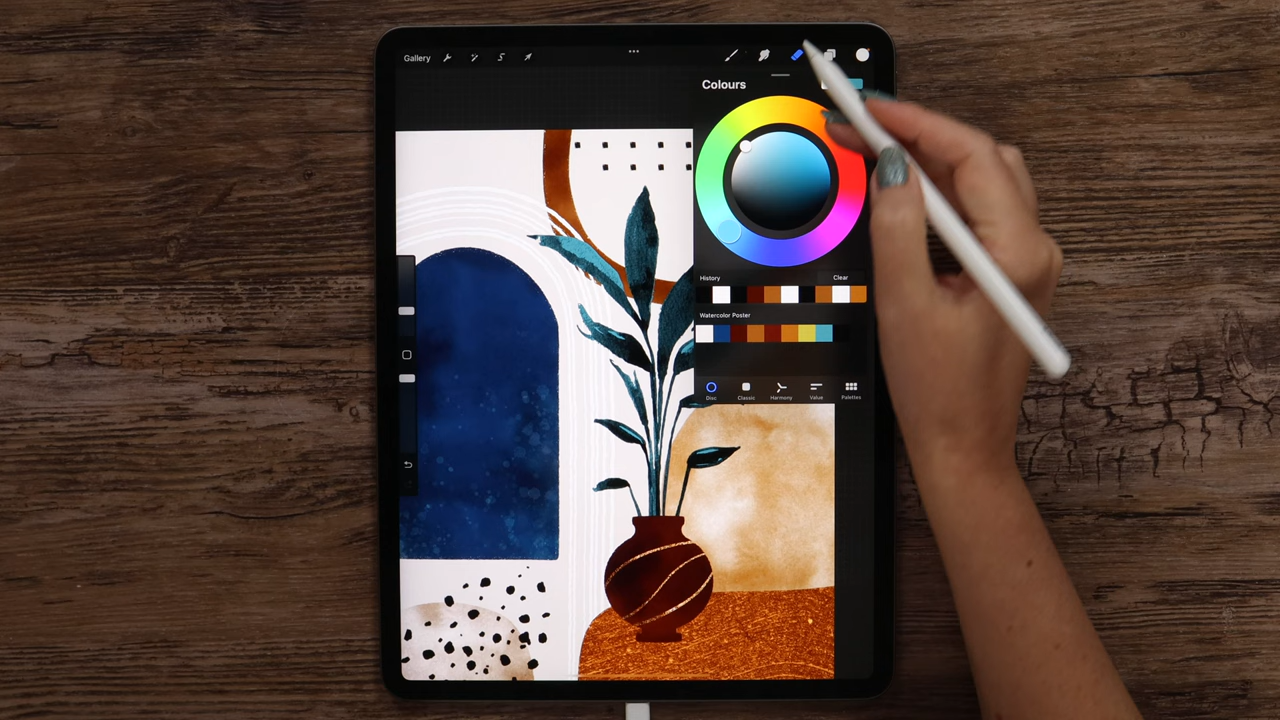 Gallery
Colours
History
Clear
Watercolor Poster
Disc
Classic
Harmony
Value
Palettes